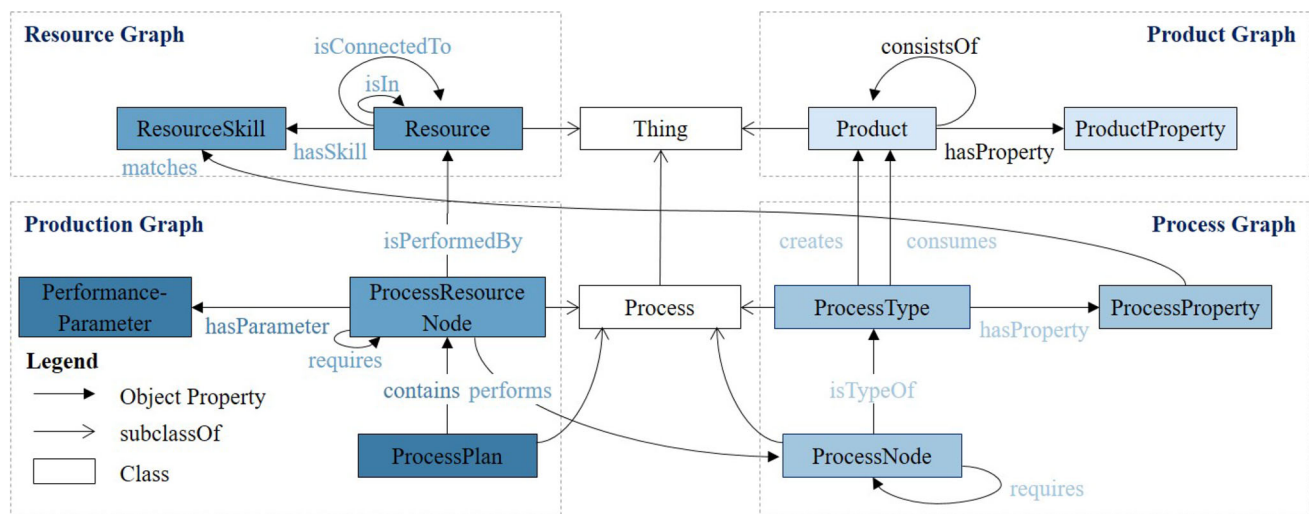 Resource Graph
Product Graph
isConnectedTo
consistsOf
isIn
ResourceSkill
Resource
Thing
Product
ProductProperty
hasSkill
hasProperty
matches
Production Graph
Process Graph
isPerformedBy
creates
consumes
Performance-
Parameter
ProcessResource
Node
Process
ProcessType
ProcessProperty
hasParameter
hasProperty
requires
Legend
Object Property
contains
performs
isTypeOf
subclassOf
Class
ProcessPlan
ProcessNode
requires